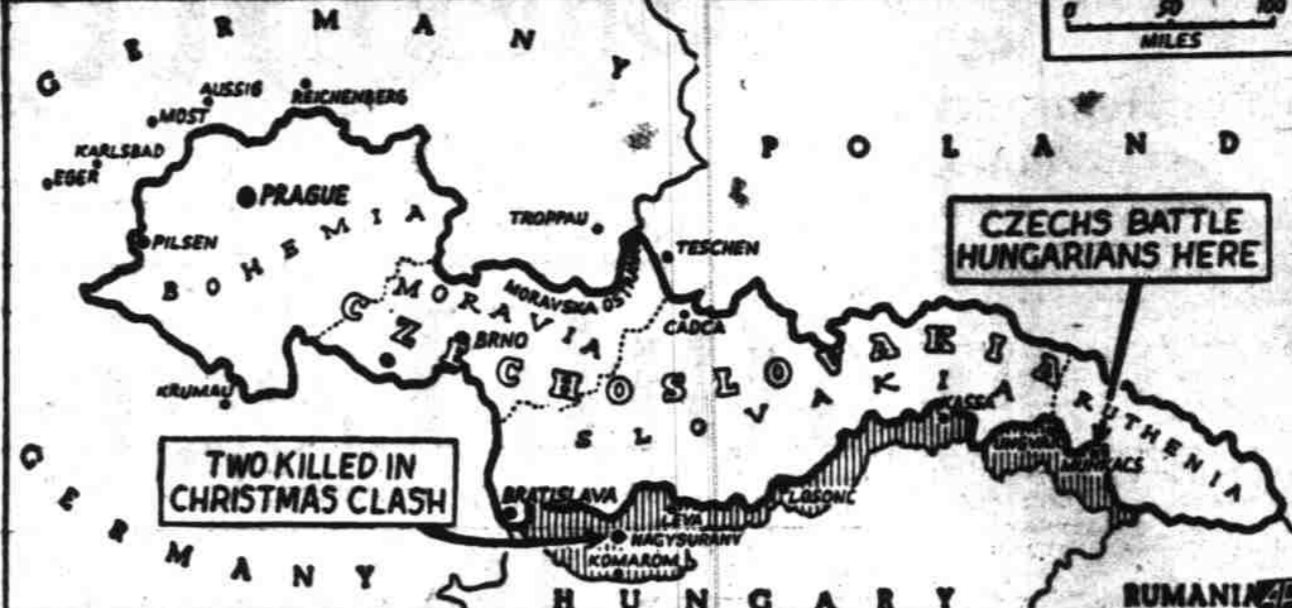 GERMANY
0 50 100
MILES
AUSSIG
REICHENBERG
MOST
KARLSBAD
EGER
POLAND
PRAGUE
TROPPAU
CZECHS BATTLE
HUNGARIANS HERE
PILSEN
BOHEMIA
TESCHEN
MORAVSKA OSTRAVA
MORAVIA
CADCA
BRNO
CZECHOSLOVAKIA
SLOVAKIA
KRUMAU
KASSA
RUTHENIA
MUNKACS
GERMANY
TWO KILLED IN
CHRISTMAS CLASH
BRATISLAVA
LOSONC
LEVA
NAGYSURANY
KOMAROM
HUNGARY
RUMANIA